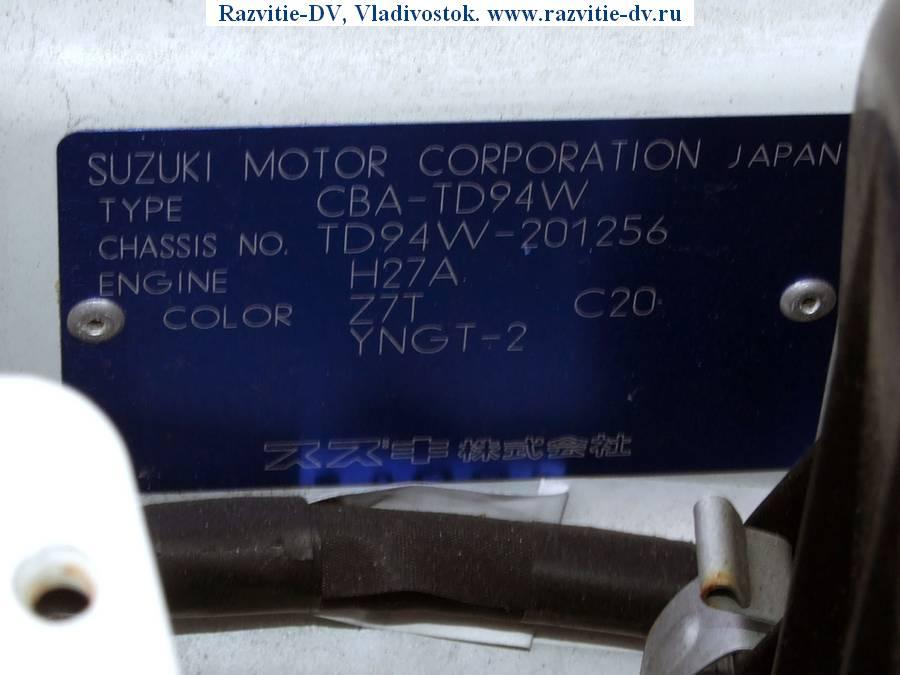 Razvitie-DV, Vladivostok. www.razvitie-dv.ru
SUZUKI MOTOR CORPORATION JAPAN
TYPE CBA-TD94W
CHASSIS NO. TD94W-201256
ENGINE H27A
COLOR Z7T C20
YNGT-2
スズキ株式会社